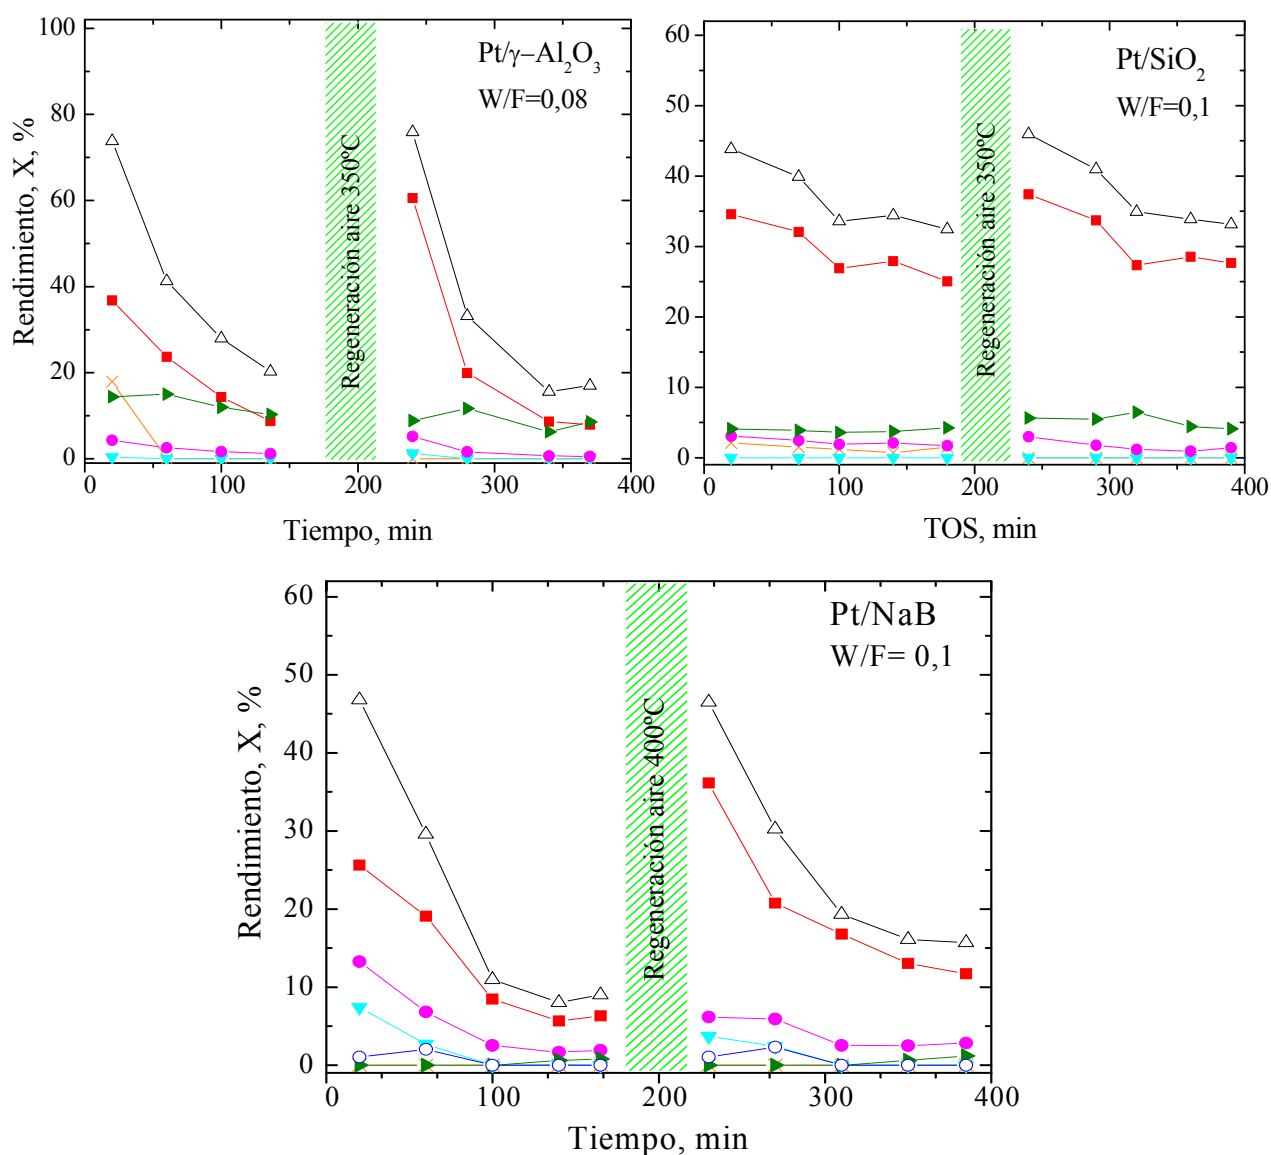 Pt/γ–Al₂O₃
W/F=0,08
Regeneración aire 350ºC
Rendimiento, X, %
100
80
60
40
20
0
0 100 200 300 400
Tiempo, min
Pt/SiO₂
W/F=0,1
Regeneración aire 350ºC
60
50
40
30
20
10
0
0 100 200 300 400
TOS, min
Pt/NaB
W/F= 0,1
Regeneración aire 400ºC
Rendimiento, X, %
60
50
40
30
20
10
0
0 100 200 300 400
Tiempo, min